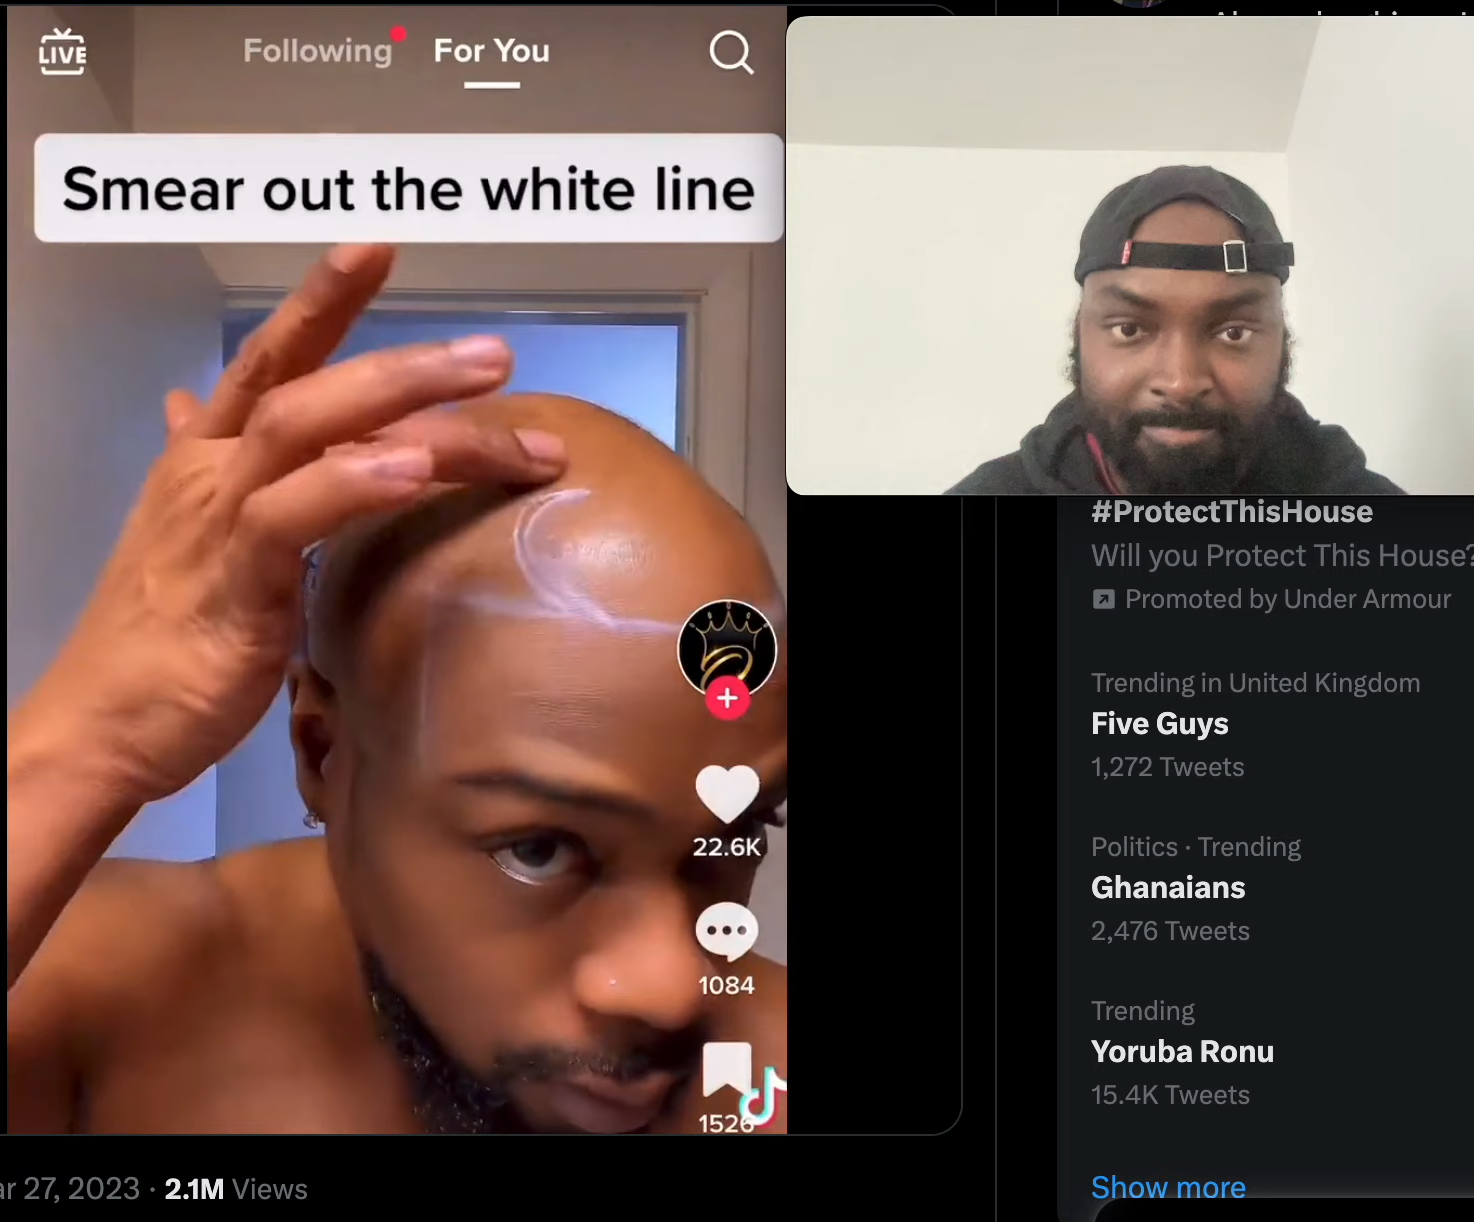 LIVE
Following
For You
Smear out the white line
22.6K
1084
1526
ar 27, 2023 · 2.1M Views
#ProtectThisHouse
Will you Protect This House?
Promoted by Under Armour
Trending in United Kingdom
Five Guys
1,272 Tweets
Politics · Trending
Ghanaians
2,476 Tweets
Trending
Yoruba Ronu
15.4K Tweets
Show more